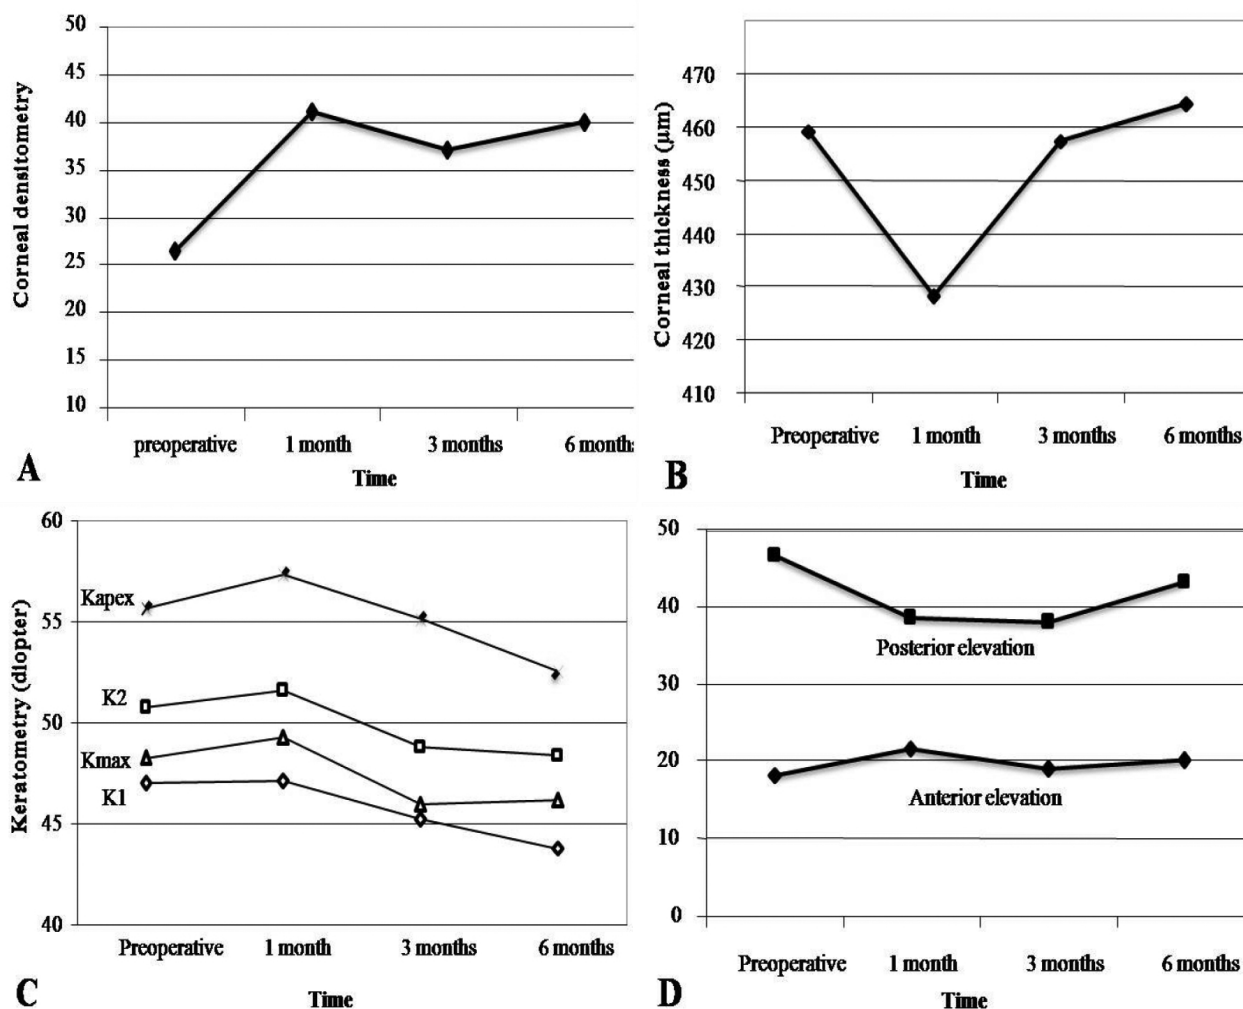 50
45
40
35
30
25
20
15
10
Corneal densitometry
preoperative 1 month 3 months 6 months
Time
A
470
460
450
440
430
420
410
Corneal thickness (µm)
Preoperative 1 month 3 months 6 months
Time
B
60
55
50
45
40
Keratometry (diopter)
Kapex
K2
Kmax
K1
Preoperative 1 month 3 months 6 months
Time
C
50
40
30
20
10
0
Posterior elevation
Anterior elevation
Preoperative 1 month 3 months 6 months
Time
D